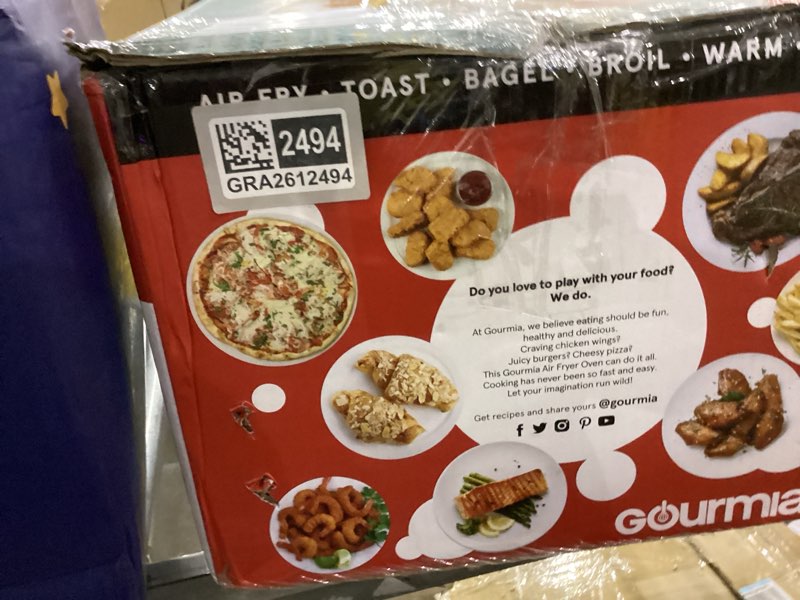 AIR FRY • TOAST • BAGEL • BROIL • WARM •
2494
GRA2612494
Do you love to play with your food?
We do.
At Gourmia, we believe eating should be fun,
healthy and delicious.
Craving chicken wings?
Juicy burgers? Cheesy pizza?
This Gourmia Air Fryer Oven can do it all.
Cooking has never been so fast and easy.
Let your imagination run wild!
Get recipes and share yours @gourmia
Gourmia